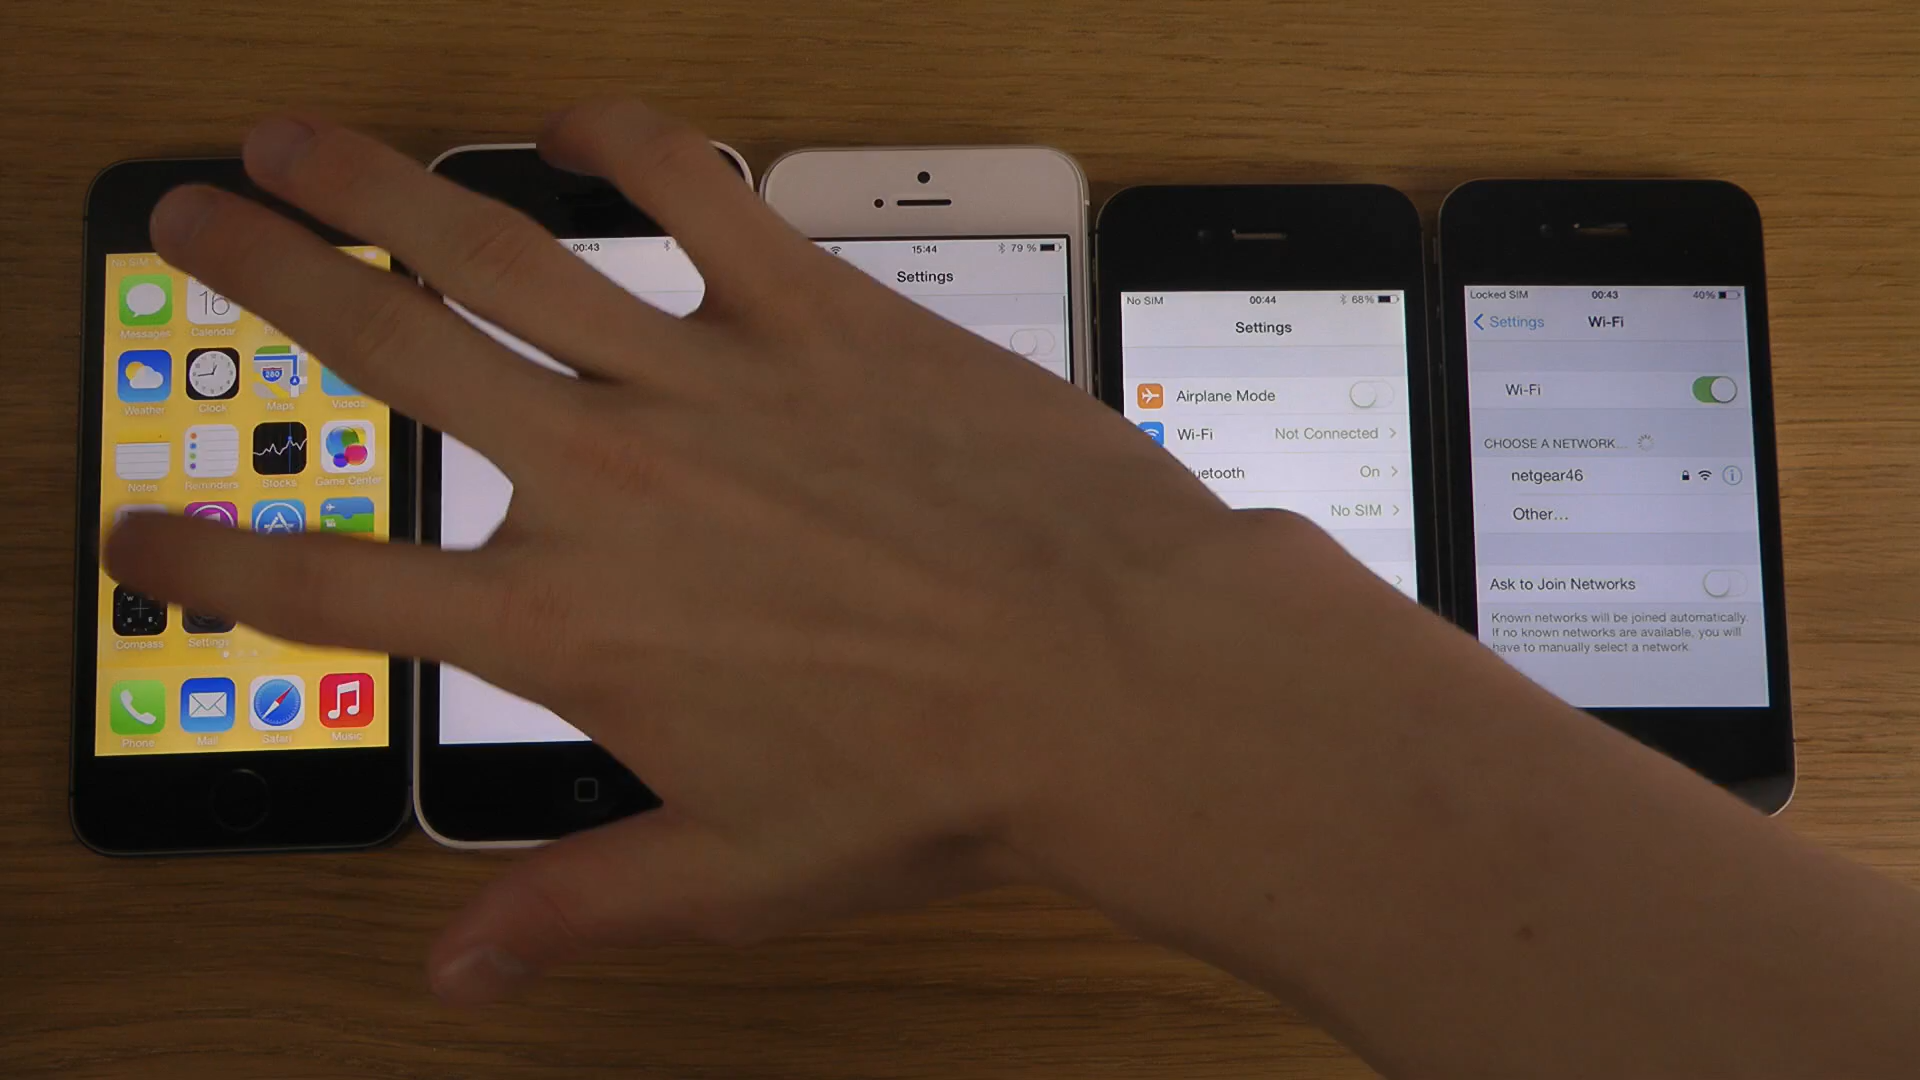 No SIM
16
Messages
Calendar
Weather
Clock
Maps
Videos
280
Notes
Reminders
Stocks
Game Center
Compass
Settings
Phone
Mail
Safari
Music
00:43
15:44
79 %
Settings
No SIM
00:44
68%
Settings
Airplane Mode
Wi-Fi
Not Connected
On
No SIM
Locked SIM
00:43
40%
Settings
Wi-Fi
Wi-Fi
CHOOSE A NETWORK...
netgear46
Other...
Ask to Join Networks
Known networks will be joined automatically.
If no known networks are available, you will
have to manually select a network.